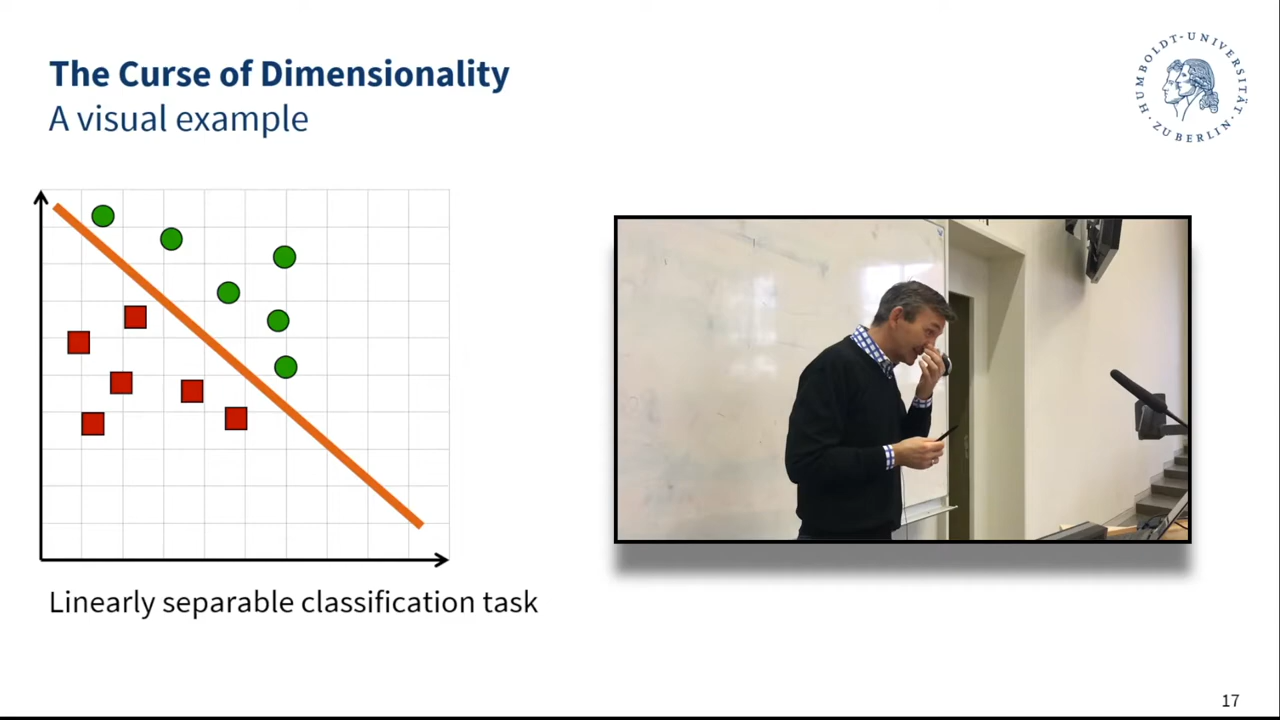 The Curse of Dimensionality
A visual example
HUMBOLDT-UNIVERSITÄT
ZU BERLIN
Linearly separable classification task
17